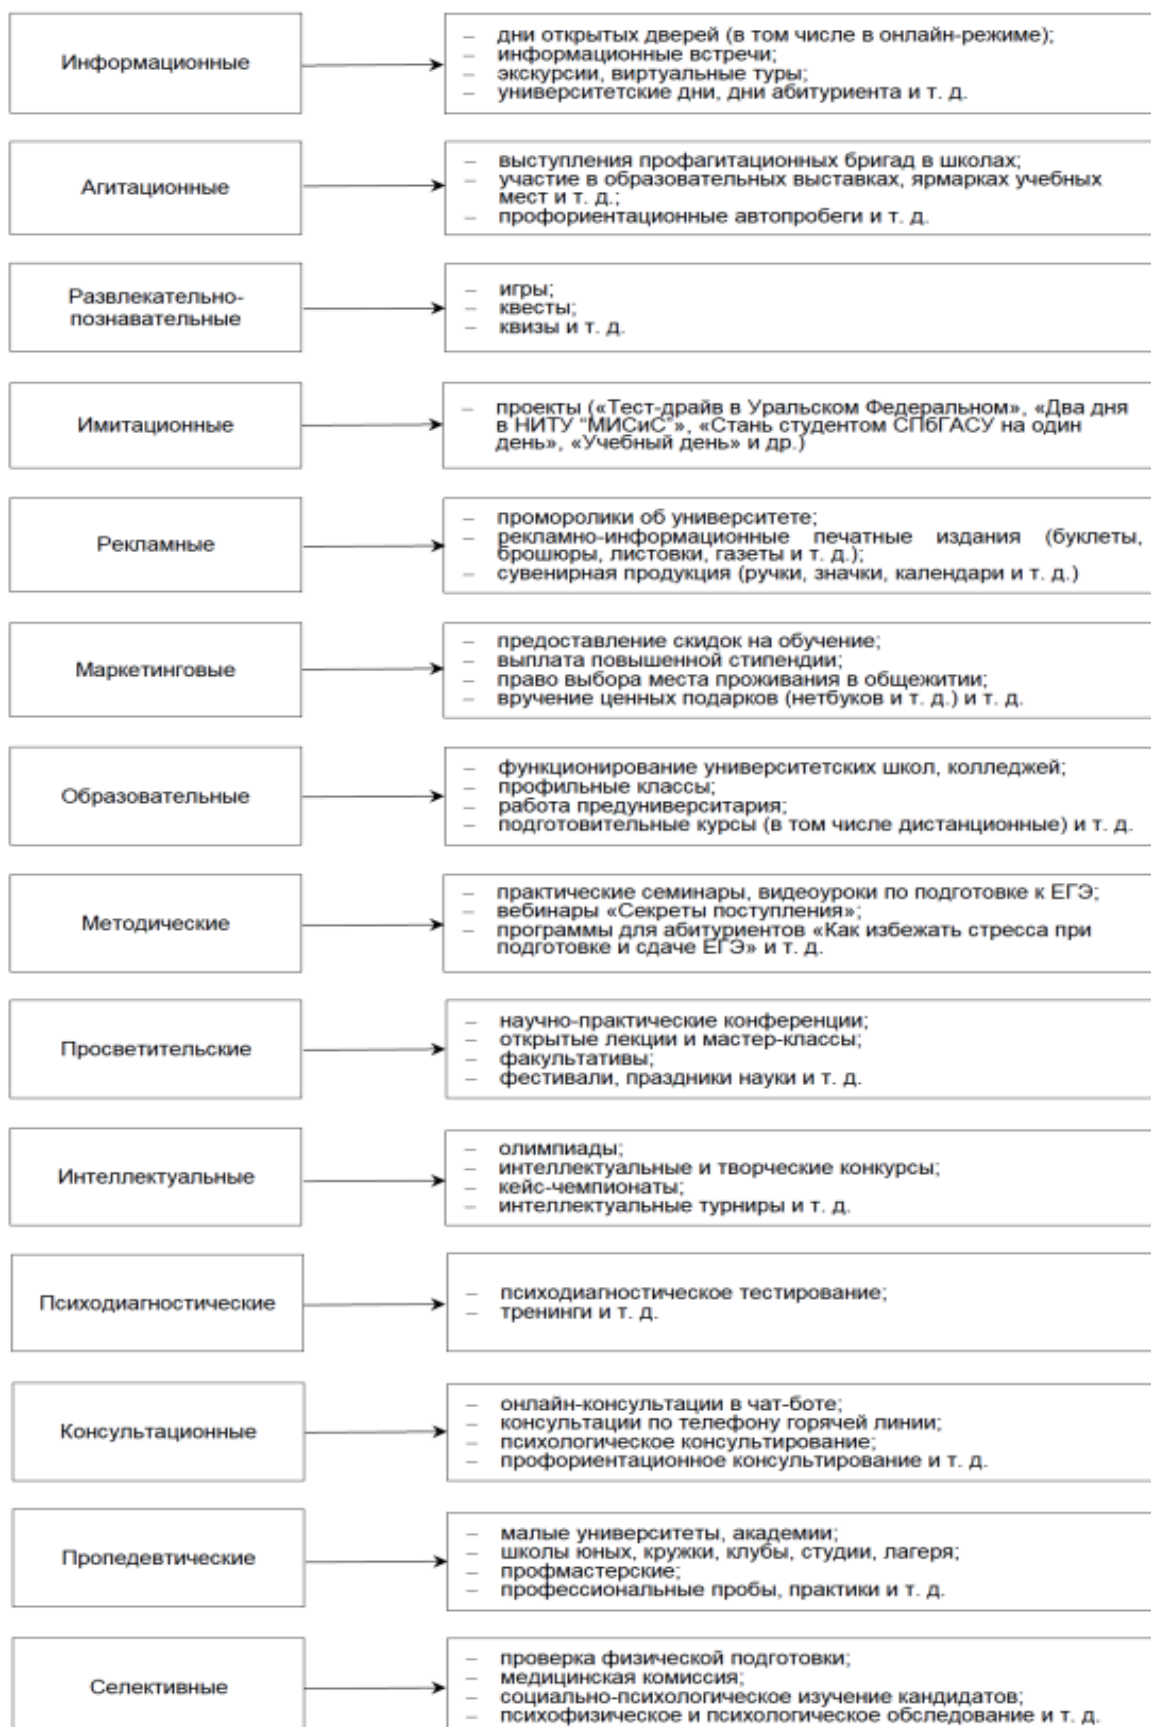 Информационные
– дни открытых дверей (в том числе в онлайн-режиме);
– информационные встречи;
– экскурсии, виртуальные туры;
– университетские дни, дни абитуриента и т. д.
Агитационные
– выступления профагитационных бригад в школах;
– участие в образовательных выставках, ярмарках учебных
мест и т. д.;
– профориентационные автопробеги и т. д.
Развлекательно-
познавательные
– игры;
– квесты;
– квизы и т. д.
Имитационные
– проекты («Тест-драйв в Уральском Федеральном», «Два дня
в НИТУ “МИСиС”», «Стань студентом СПбГАСУ на один
день», «Учебный день» и др.)
Рекламные
– проморолики об университете;
– рекламно-информационные печатные издания (буклеты,
брошюры, листовки, газеты и т. д.);
– сувенирная продукция (ручки, значки, календари и т. д.)
Маркетинговые
– предоставление скидок на обучение;
– выплата повышенной стипендии;
– право выбора места проживания в общежитии;
– вручение ценных подарков (нетбуков и т. д.) и т. д.
Образовательные
– функционирование университетских школ, колледжей;
– профильные классы;
– работа предуниверситария;
– подготовительные курсы (в том числе дистанционные) и т. д.
Методические
– практические семинары, видеоуроки по подготовке к ЕГЭ;
– вебинары «Секреты поступления»;
– программы для абитуриентов «Как избежать стресса при
подготовке и сдаче ЕГЭ» и т. д.
Просветительские
– научно-практические конференции;
– открытые лекции и мастер-классы;
– факультативы;
– фестивали, праздники науки и т. д.
Интеллектуальные
– олимпиады;
– интеллектуальные и творческие конкурсы;
– кейс-чемпионаты;
– интеллектуальные турниры и т. д.
Психодиагностические
– психодиагностическое тестирование;
– тренинги и т. д.
Консультационные
– онлайн-консультации в чат-боте;
– консультации по телефону горячей линии;
– психологическое консультирование;
– профориентационное консультирование и т. д.
Пропедевтические
– малые университеты, академии;
– школы юных, кружки, клубы, студии, лагеря;
– профмастерские;
– профессиональные пробы, практики и т. д.
Селективные
– проверка физической подготовки;
– медицинская комиссия;
– социально-психологическое изучение кандидатов;
– психофизическое и психологическое обследование и т. д.